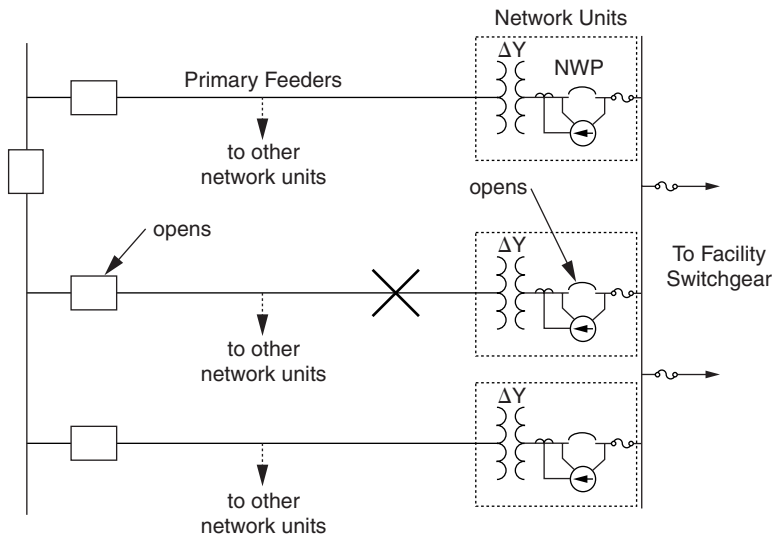 Network Units
ΔY
NWP
Primary Feeders
to other
network units
opens
opens
ΔY
To Facility
Switchgear
to other
network units
ΔY
to other
network units